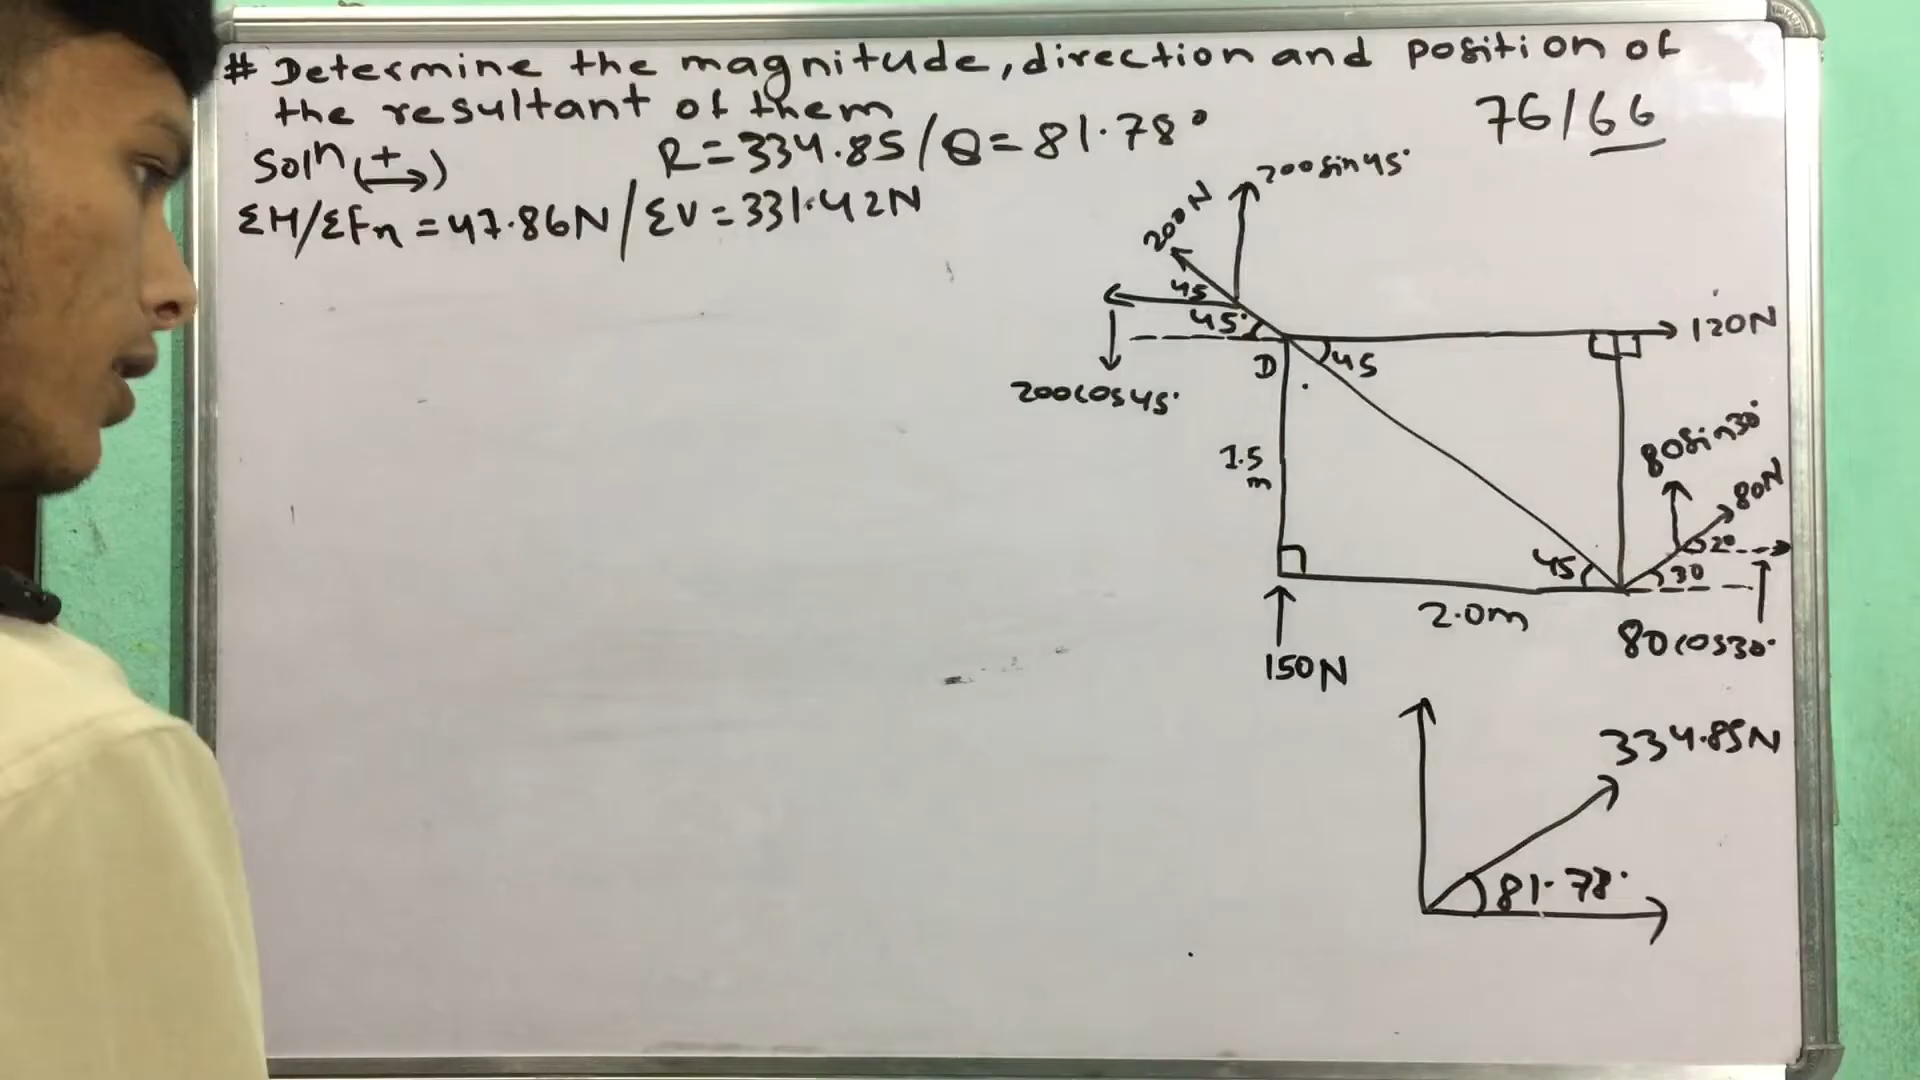 # Determine the magnitude, direction and position of
the resultant of them
76/66
R=334.85/θ=81.78°
Solⁿ (+→)
ΣH/ΣFn=47.86N/ΣV=331.42N
200sin45°
200N
45
45°
120N
D
45
200cos45°
80sin30°
1.5
m
80N
45
30
2.0m
80cos30°
150N
334.85N
81.78°